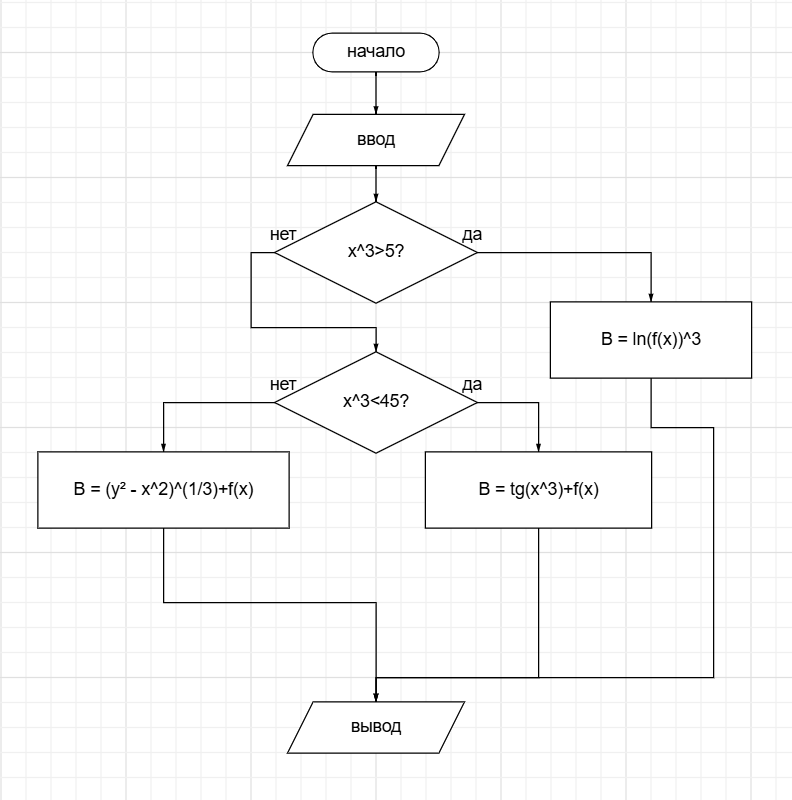 начало
ввод
нет
да
x^3>5?
B = ln(f(x))^3
нет
да
x^3<45?
B = (y² - x^2)^(1/3)+f(x)
B = tg(x^3)+f(x)
вывод